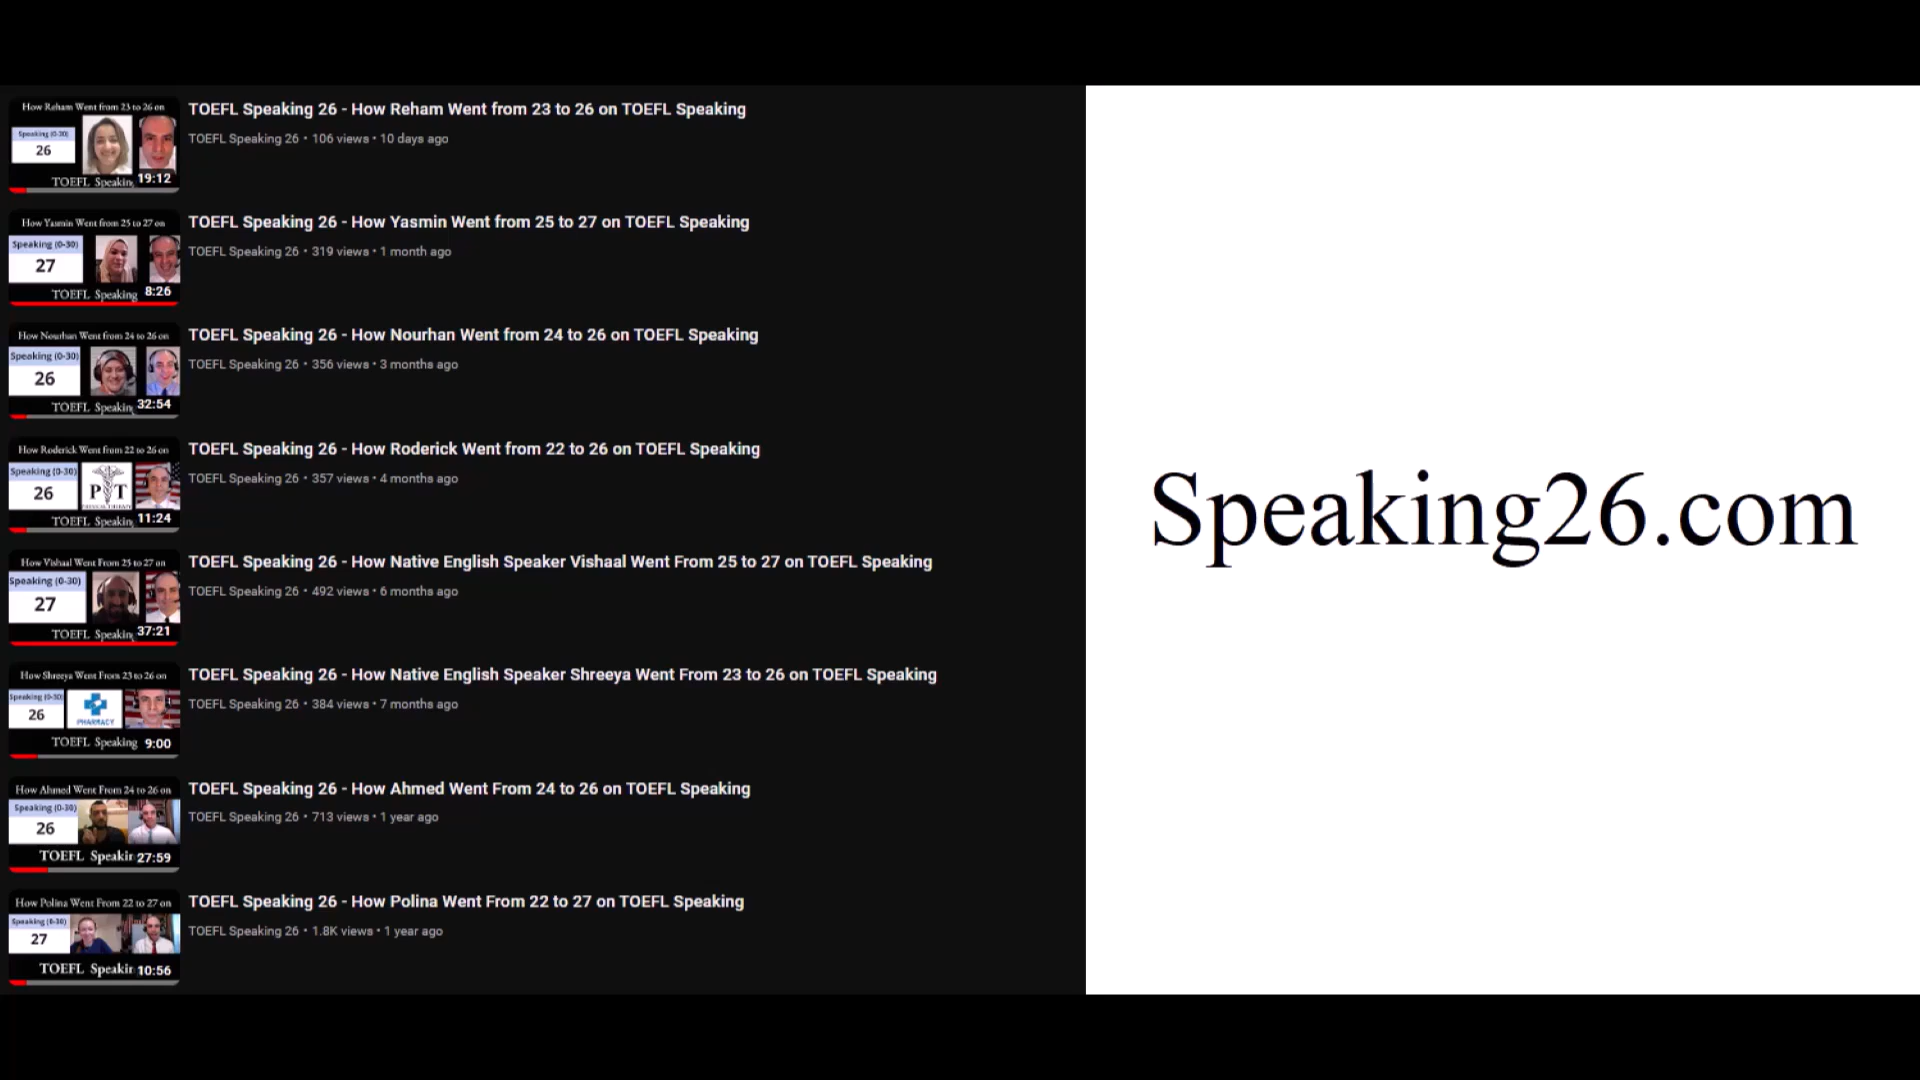 How Reham Went from 23 to 26 on
Speaking (0-30)
26
TOEFL Speakin
19:12
TOEFL Speaking 26 - How Reham Went from 23 to 26 on TOEFL Speaking
TOEFL Speaking 26 • 106 views • 10 days ago
How Yasmin Went from 25 to 27 on
Speaking (0-30)
27
TOEFL Speaking
8:26
TOEFL Speaking 26 - How Yasmin Went from 25 to 27 on TOEFL Speaking
TOEFL Speaking 26 • 319 views • 1 month ago
How Nourhan Went from 24 to 26 on
Speaking (0-30)
26
TOEFL Speakin
32:54
TOEFL Speaking 26 - How Nourhan Went from 24 to 26 on TOEFL Speaking
TOEFL Speaking 26 • 356 views • 3 months ago
How Roderick Went from 22 to 26 on
Speaking (0-30)
26
PT
TOEFL Speakin
11:24
TOEFL Speaking 26 - How Roderick Went from 22 to 26 on TOEFL Speaking
TOEFL Speaking 26 • 357 views • 4 months ago
How Vishaal Went From 25 to 27 on
Speaking (0-30)
27
TOEFL Speakin
37:21
TOEFL Speaking 26 - How Native English Speaker Vishaal Went From 25 to 27 on TOEFL Speaking
TOEFL Speaking 26 • 492 views • 6 months ago
How Shreeya Went From 23 to 26 on
Speaking (0-30)
26
PHARMACY
TOEFL Speaking
9:00
TOEFL Speaking 26 - How Native English Speaker Shreeya Went From 23 to 26 on TOEFL Speaking
TOEFL Speaking 26 • 384 views • 7 months ago
How Ahmed Went From 24 to 26 on
Speaking (0-30)
26
TOEFL Speakin
27:59
TOEFL Speaking 26 - How Ahmed Went From 24 to 26 on TOEFL Speaking
TOEFL Speaking 26 • 713 views • 1 year ago
How Polina Went From 22 to 27 on
Speaking (0-30)
27
TOEFL Speakin
10:56
TOEFL Speaking 26 - How Polina Went From 22 to 27 on TOEFL Speaking
TOEFL Speaking 26 • 1.8K views • 1 year ago
Speaking26.com